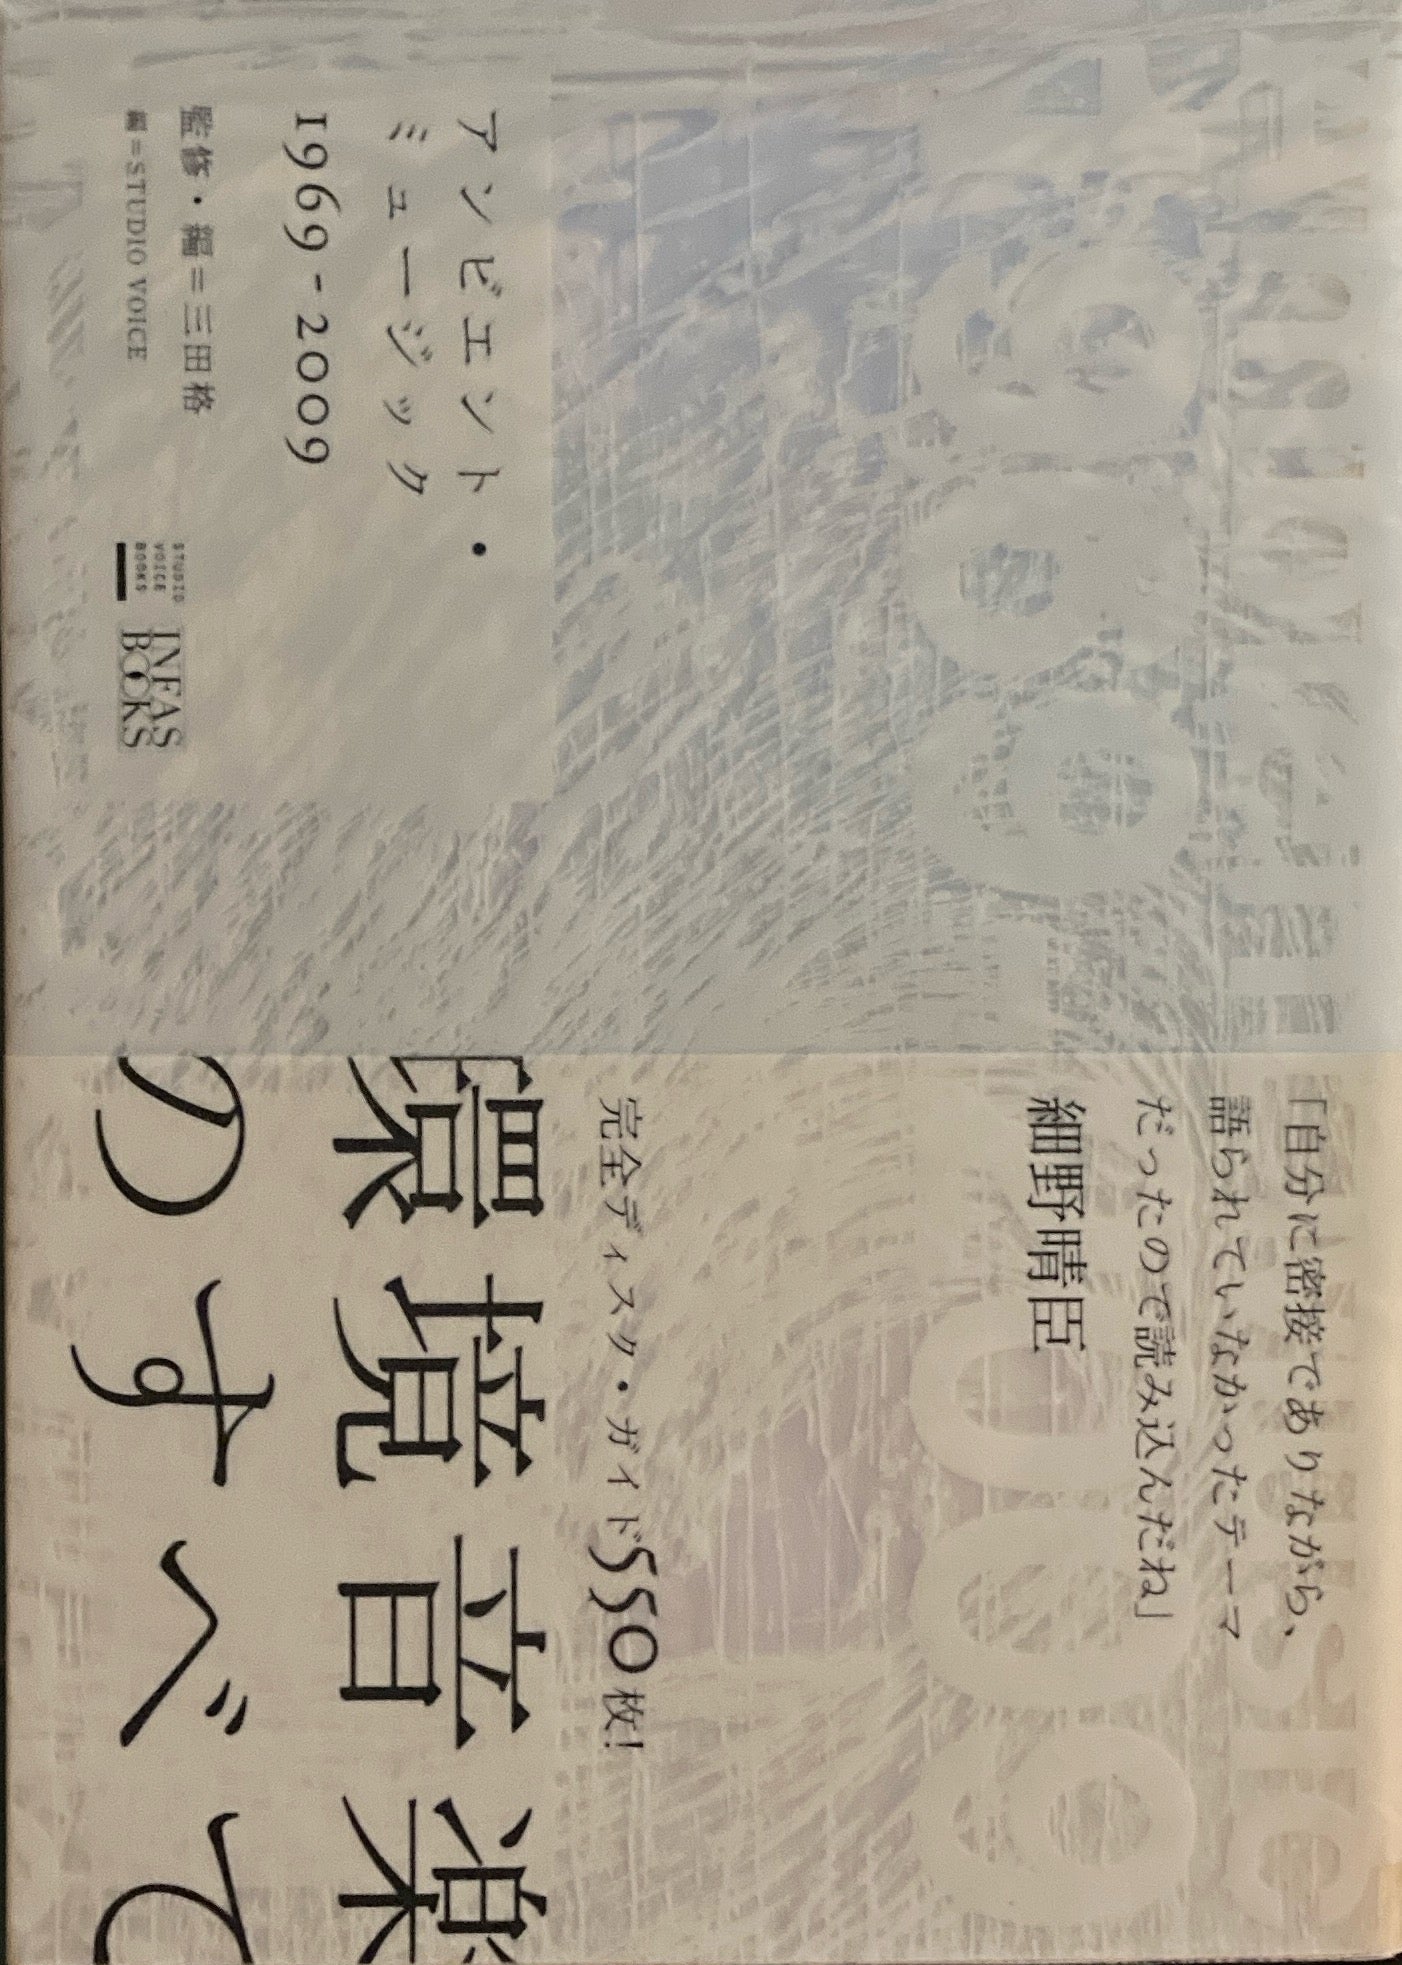 アンビエント・
ミュージック
1969-2009
監修・編=三田格
編=STUDIO VOICE
STUDIO
VOICE
BOOKS
INFAS
BOOKS
「自分に密接でありながら、
語られていなかったテーマ
だったので読み込んだね」
細野晴臣
完全ディスク・ガイド550枚!
環境音楽
のすべて